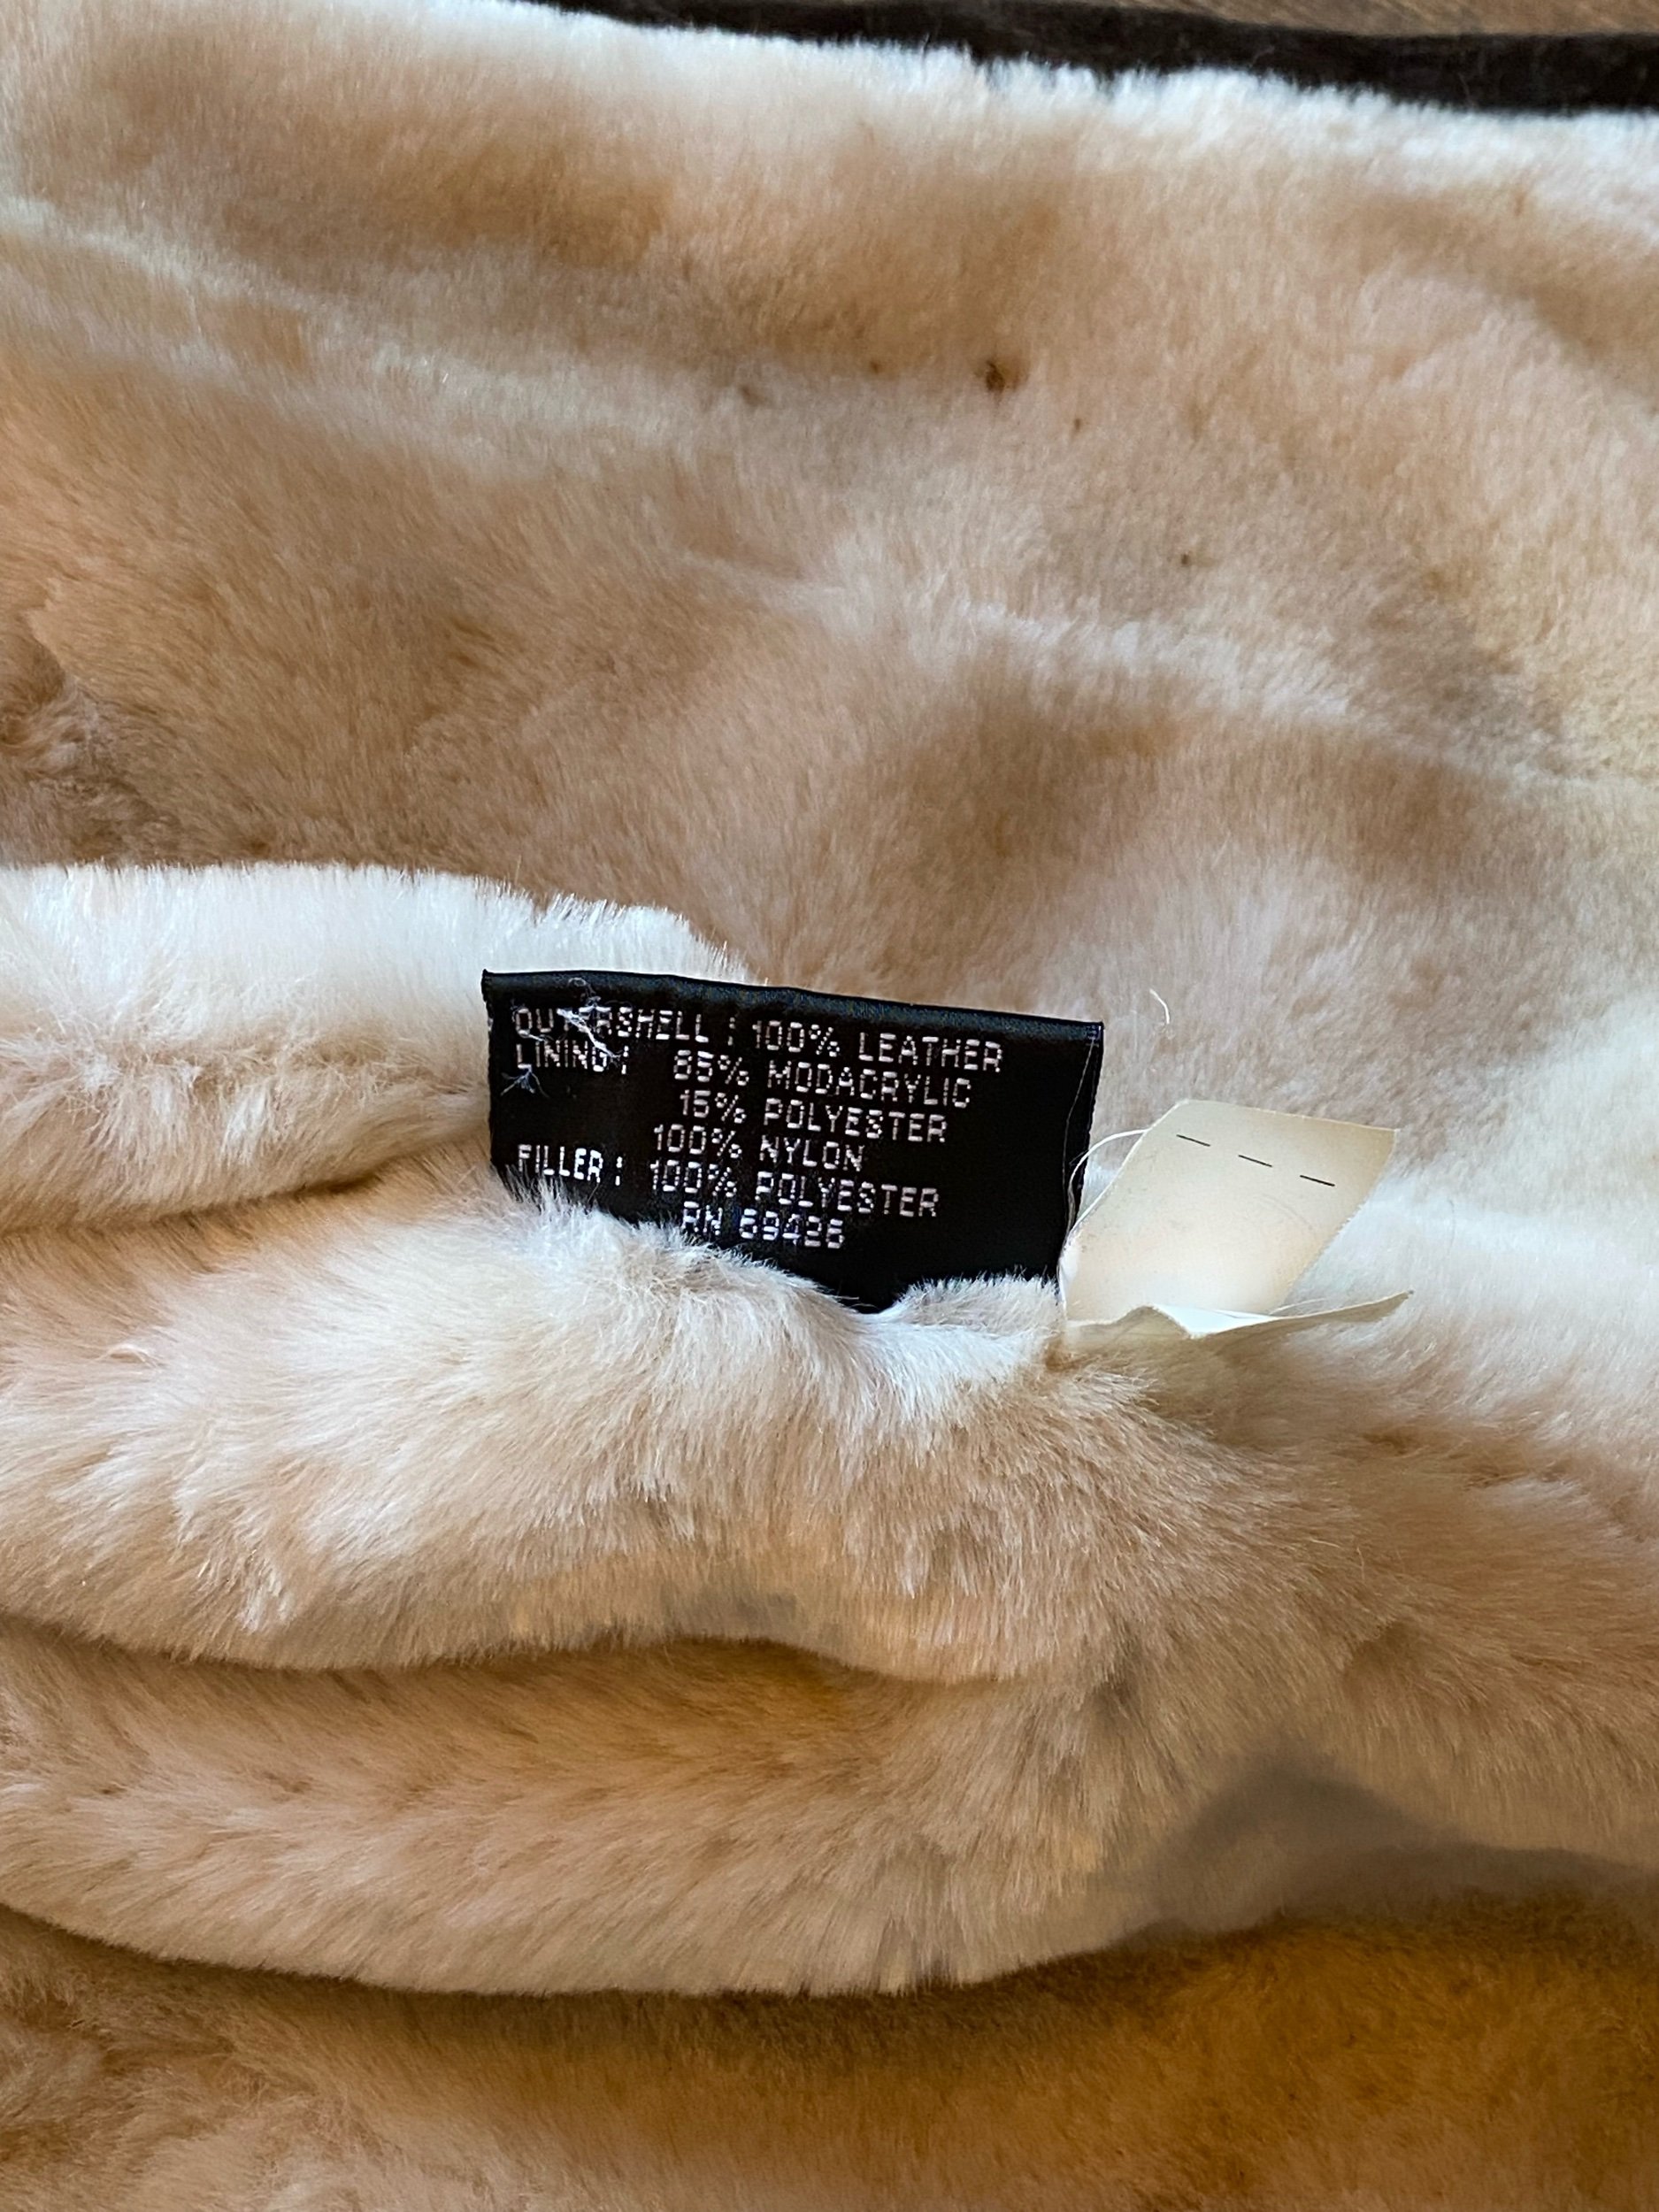 OUTERSHELL : 100% LEATHER
LINING : 85% MODACRYLIC
15% POLYESTER
100% NYLON
FILLER : 100% POLYESTER
RN 69426